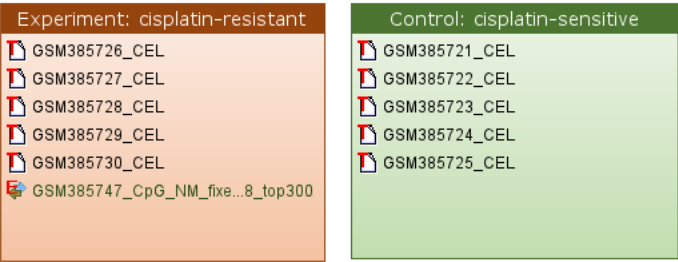 Experiment: cisplatin-resistant
GSM385726_CEL
GSM385727_CEL
GSM385728_CEL
GSM385729_CEL
GSM385730_CEL
GSM385747_CpG_NM_fixe...8_top300
Control: cisplatin-sensitive
GSM385721_CEL
GSM385722_CEL
GSM385723_CEL
GSM385724_CEL
GSM385725_CEL